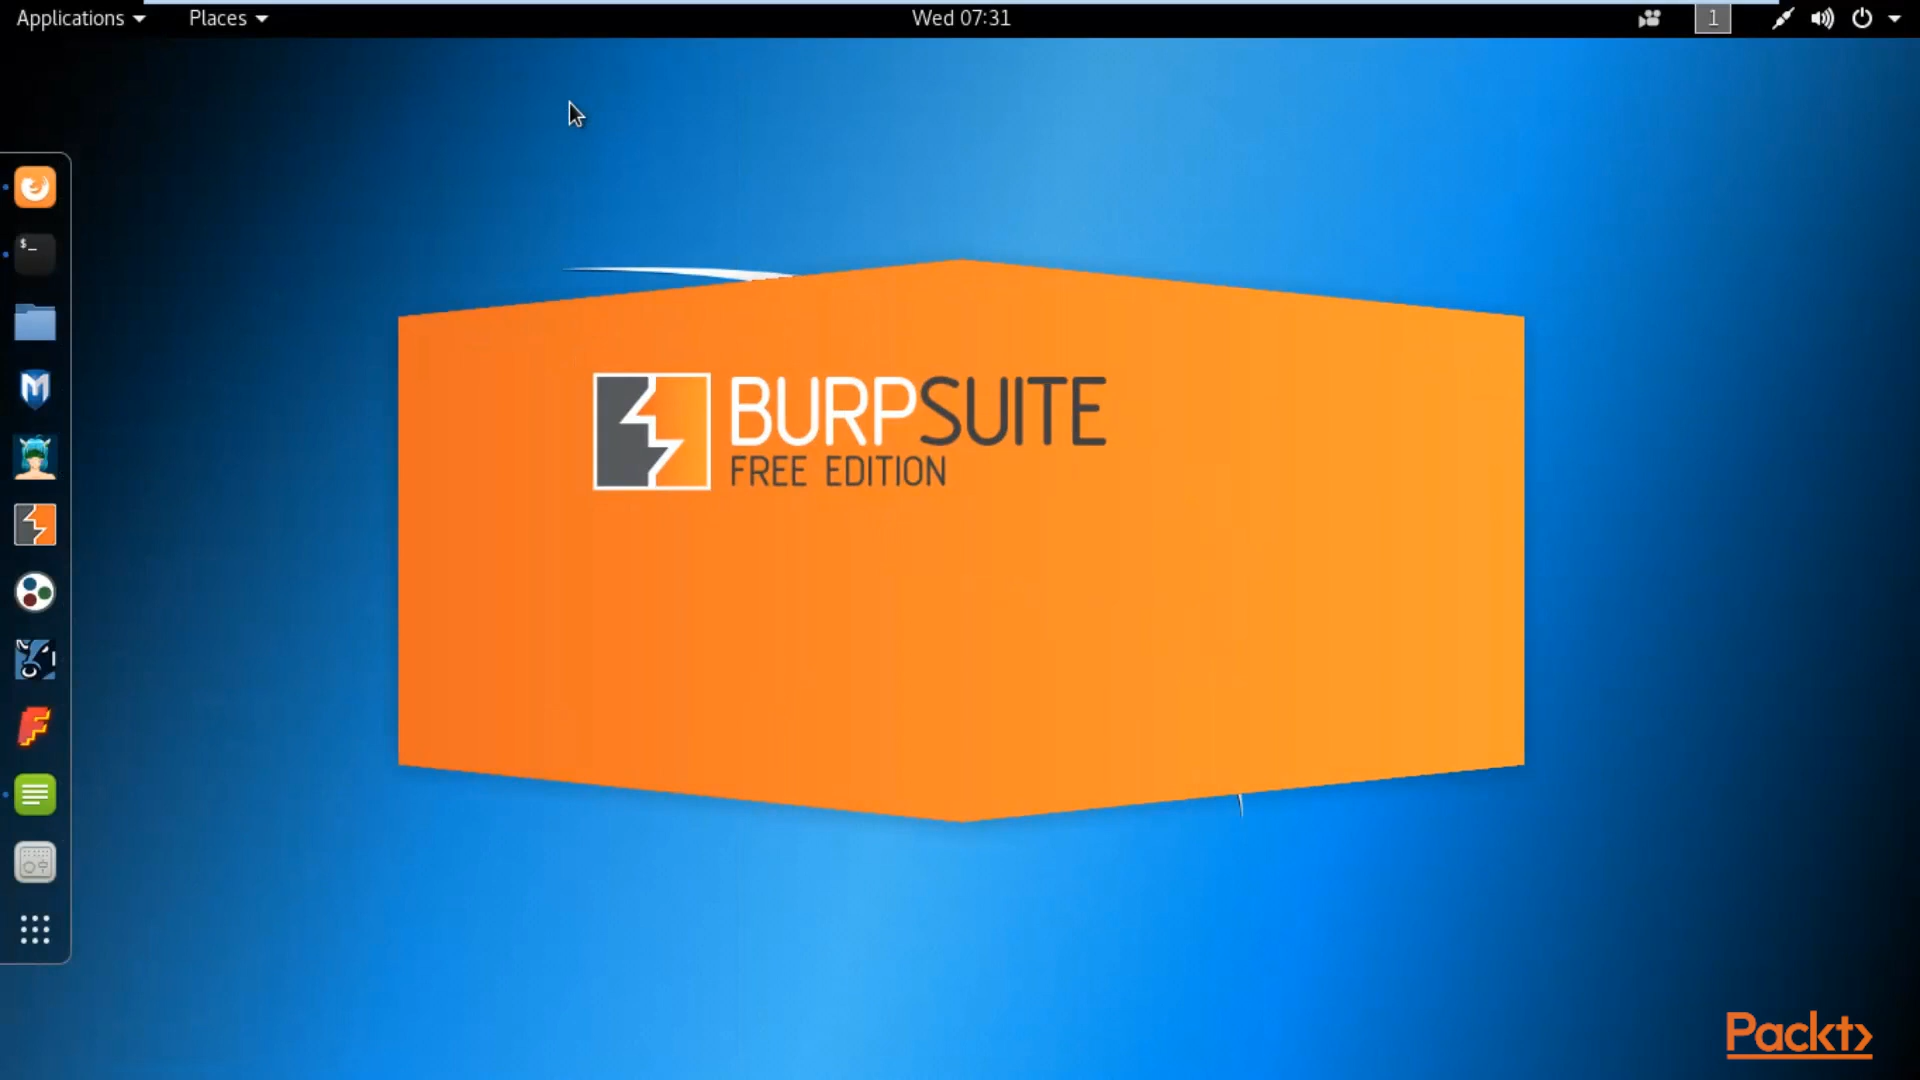 Applications Places Wed 07:31 1
$_
BURPSUITE
FREE EDITION
Packt>